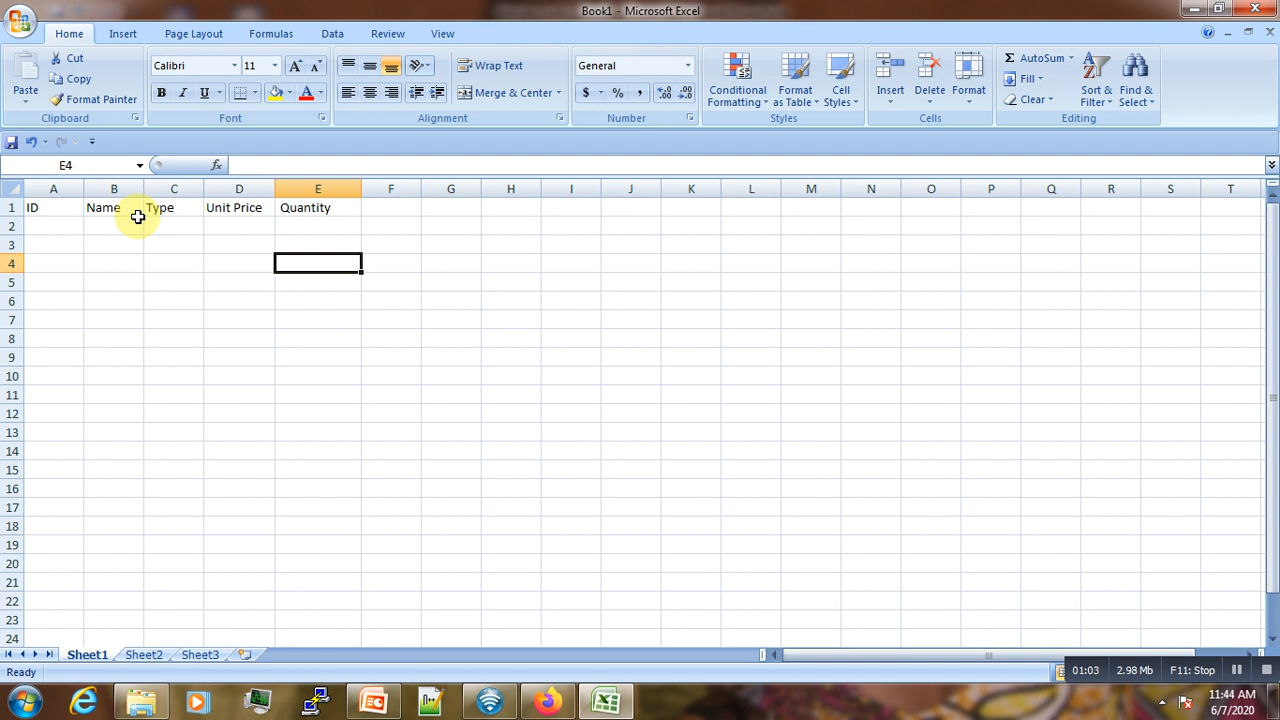 Book1 - Microsoft Excel
Home Insert Page Layout Formulas Data Review View
Cut
Copy
Format Painter
Paste
Clipboard
Calibri 11
A A
B I U A
Font
Wrap Text
Merge & Center
Alignment
General
$ % , .0 .00 .00 .0
Number
Conditional Formatting
Format as Table
Cell Styles
Styles
Insert Delete Format
Cells
Σ AutoSum
Fill
Clear
Sort & Filter
Find & Select
Editing
E4 fx
A B C D E F G H I J K L M N O P Q R S T
1 ID Name Type Unit Price Quantity
2
3
4
5
6
7
8
9
10
11
12
13
14
15
16
17
18
19
20
21
22
23
24
Sheet1 Sheet2 Sheet3
Ready
01:03 2.98 Mb F11: Stop
11:44 AM
6/7/2020